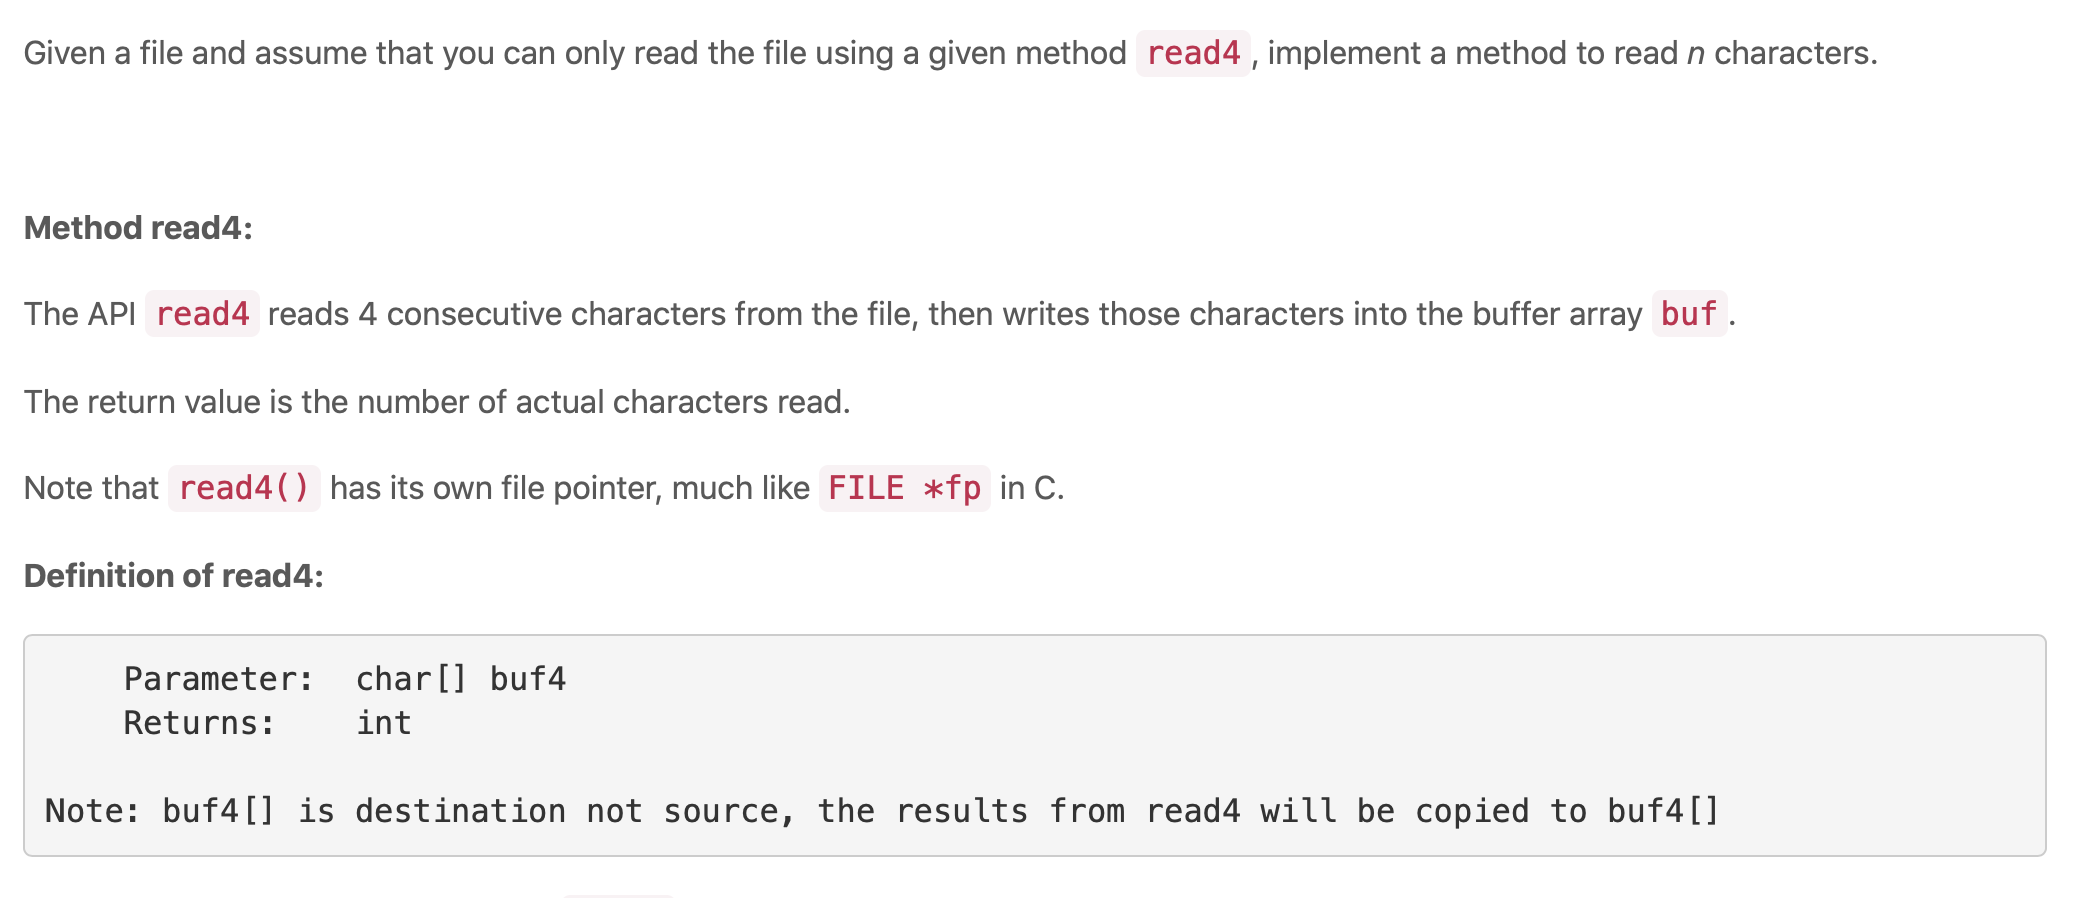 Given a file and assume that you can only read the file using a given method read4, implement a method to read n characters.
Method read4:
The API read4 reads 4 consecutive characters from the file, then writes those characters into the buffer array buf.
The return value is the number of actual characters read.
Note that read4() has its own file pointer, much like FILE *fp in C.
Definition of read4:
Parameter:  char[] buf4
Returns:    int
Note: buf4[] is destination not source, the results from read4 will be copied to buf4[]